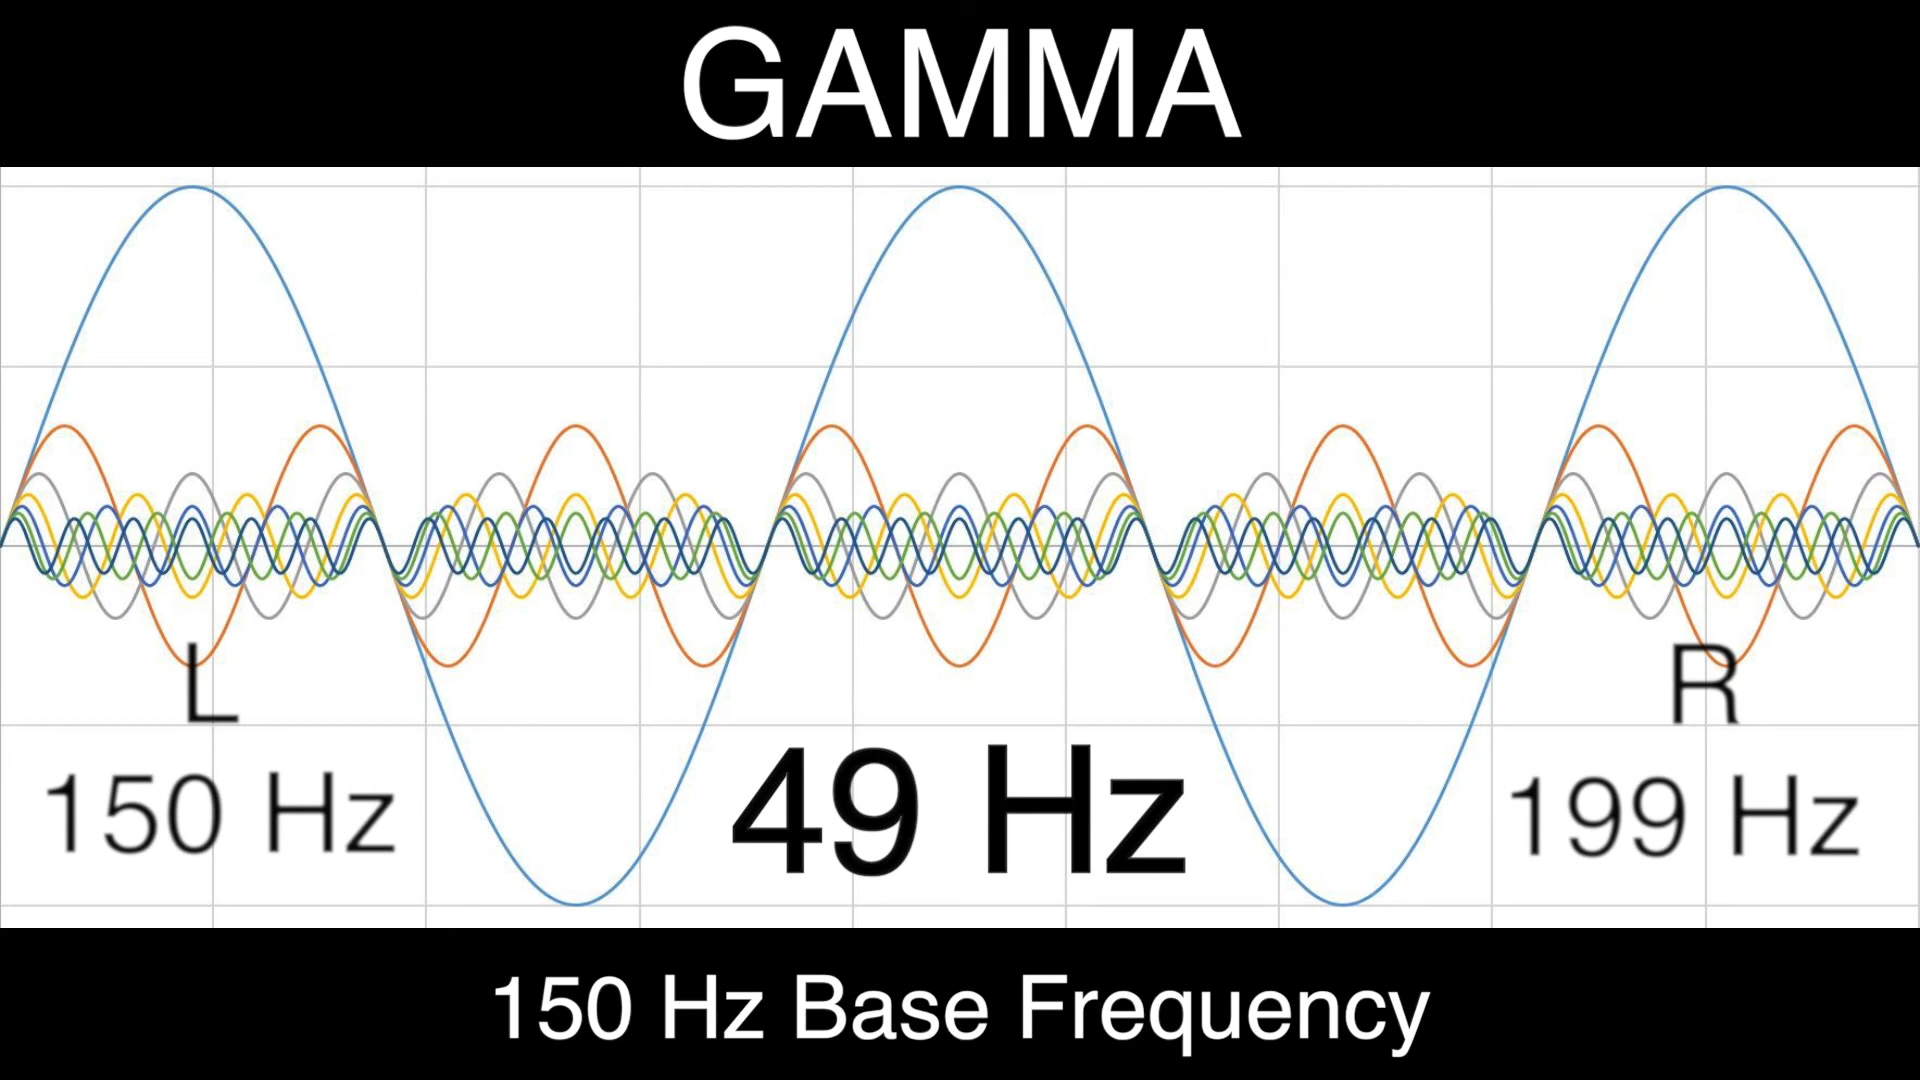 GAMMA
L
R
150 Hz
49 Hz
199 Hz
150 Hz Base Frequency